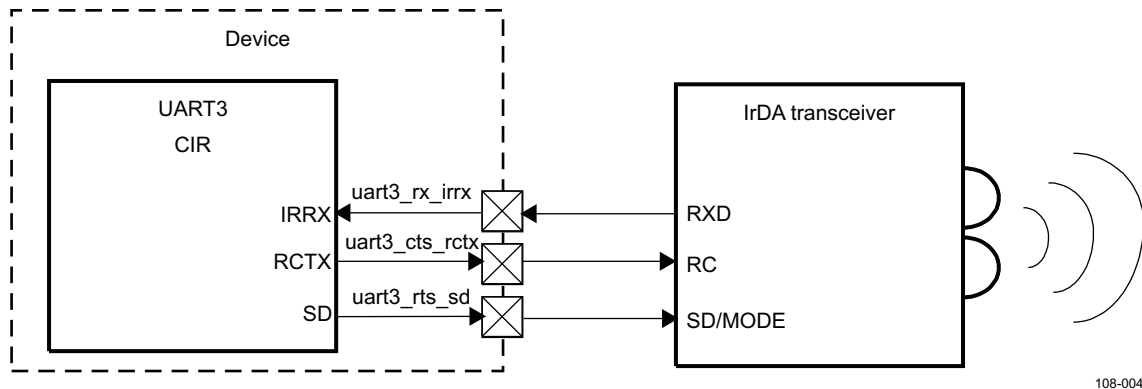 Device
UART3
CIR
IrDA transceiver
uart3_rx_irrx
IRRX
RXD
uart3_cts_rctx
RCTX
RC
uart3_rts_sd
SD
SD/MODE
108-004